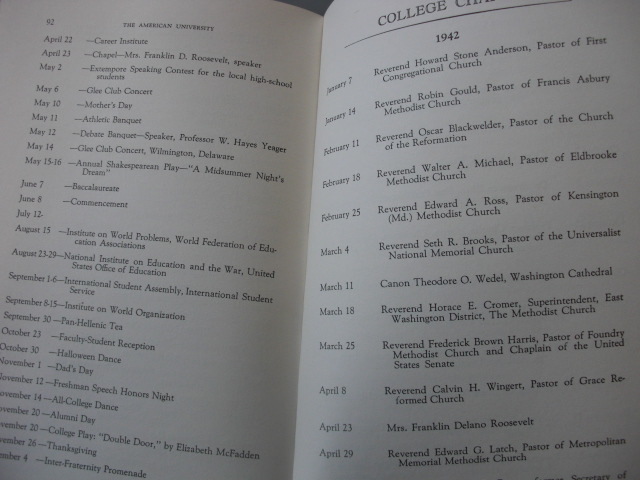 92
THE AMERICAN UNIVERSITY
April 22 —Career Institute
April 23 —Chapel—Mrs. Franklin D. Roosevelt, speaker
May 2 —Extempore Speaking Contest for the local high-school
students
May 6 —Glee Club Concert
May 10 —Mother's Day
May 11 —Athletic Banquet
May 12 —Debate Banquet—Speaker, Professor W. Hayes Yeager
May 14 —Glee Club Concert, Wilmington, Delaware
May 15-16 —Annual Shakespearean Play—"A Midsummer Night's
Dream"
June 7 —Baccalaureate
June 8 —Commencement
July 12-
August 15 —Institute on World Problems, World Federation of Edu-
cation Associations
August 23-29—National Institute on Education and the War, United
States Office of Education
September 1-6—International Student Assembly, International Student
Service
September 8-15—Institute on World Organization
September 30 —Pan-Hellenic Tea
October 23 —Faculty-Student Reception
October 30 —Halloween Dance
November 1 —Dad's Day
November 12 —Freshman Speech Honors Night
November 14 —All-College Dance
November 20 —Alumni Day
November 20 —College Play: "Double Door," by Elizabeth McFadden
ember 26 —Thanksgiving
ember 4 —Inter-Fraternity Promenade
COLLEGE CHA
1942
January 7 Reverend Howard Stone Anderson, Pastor of First
Congregational Church
January 14 Reverend Robin Gould, Pastor of Francis Asbury
Methodist Church
February 11 Reverend Oscar Blackwelder, Pastor of the Church
of the Reformation
February 18 Reverend Walter A. Michael, Pastor of Eldbrooke
Methodist Church
February 25 Reverend Edward A. Ross, Pastor of Kensington
(Md.) Methodist Church
March 4 Reverend Seth R. Brooks, Pastor of the Universalist
National Memorial Church
March 11 Canon Theodore O. Wedel, Washington Cathedral
March 18 Reverend Horace E. Cromer, Superintendent, East
Washington District, The Methodist Church
March 25 Reverend Frederick Brown Harris, Pastor of Foundry
Methodist Church and Chaplain of the United
States Senate
April 8 Reverend Calvin H. Wingert, Pastor of Grace Re-
formed Church
April 23 Mrs. Franklin Delano Roosevelt
April 29 Reverend Edward G. Latch, Pastor of Metropolitan
Memorial Methodist Church
Secretary of